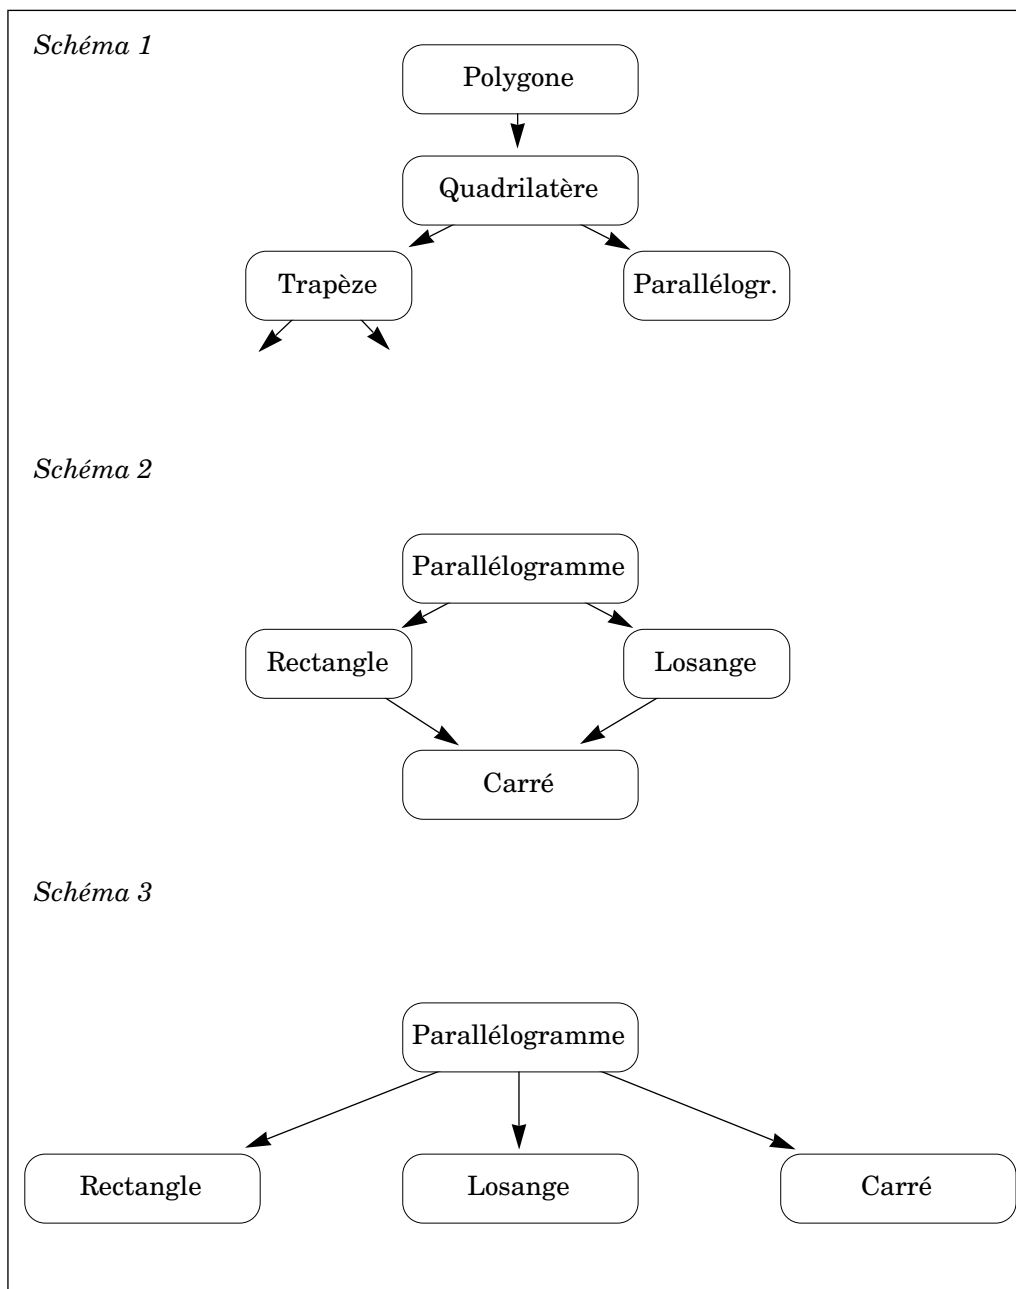 Schéma 1
Polygone
Quadrilatère
Trapèze Parallélogr.
Schéma 2
Parallélogramme
Rectangle Losange
Carré
Schéma 3
Parallélogramme
Rectangle Losange Carré